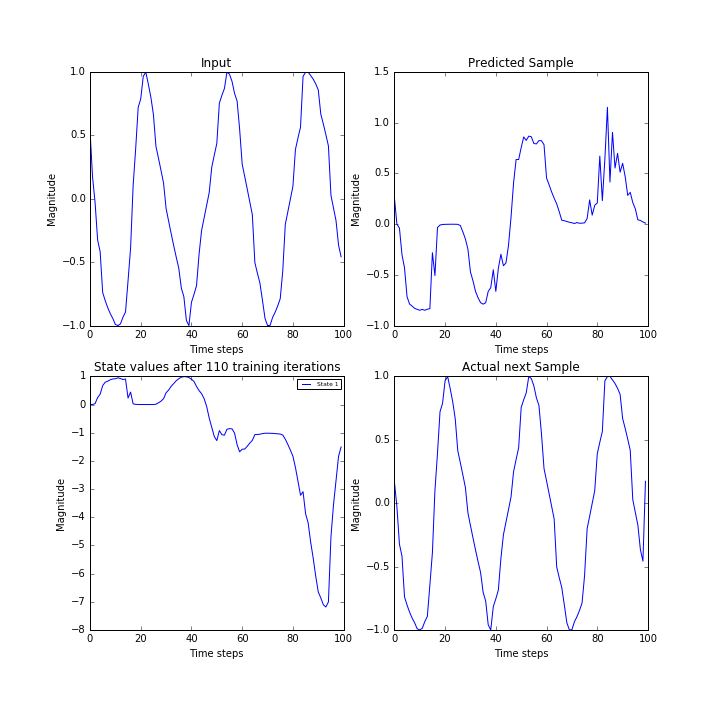 Input
Magnitude
1.0
0.5
0.0
−0.5
−1.0
0 20 40 60 80 100
Time steps
Predicted Sample
Magnitude
1.5
1.0
0.5
0.0
−0.5
−1.0
0 20 40 60 80 100
Time steps
State values after 110 training iterations
Magnitude
1
0
−1
−2
−3
−4
−5
−6
−7
−8
State 1
0 20 40 60 80 100
Time steps
Actual next Sample
Magnitude
1.0
0.5
0.0
−0.5
−1.0
0 20 40 60 80 100
Time steps